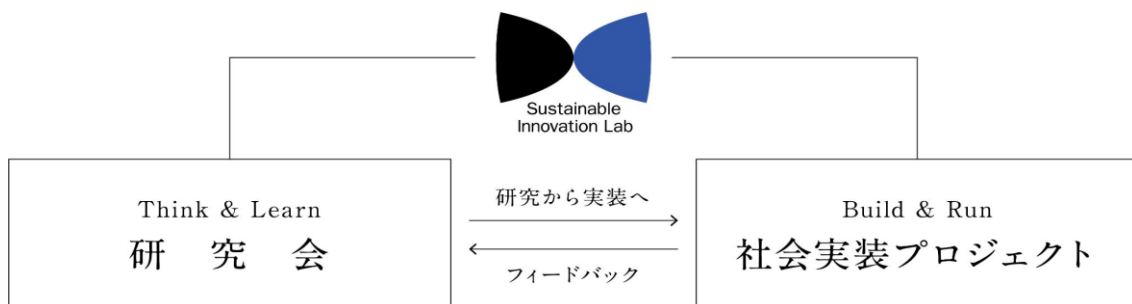 Sustainable
Innovation Lab
Think & Learn
研究会
研究から実装へ
フィードバック
Build & Run
社会実装プロジェクト